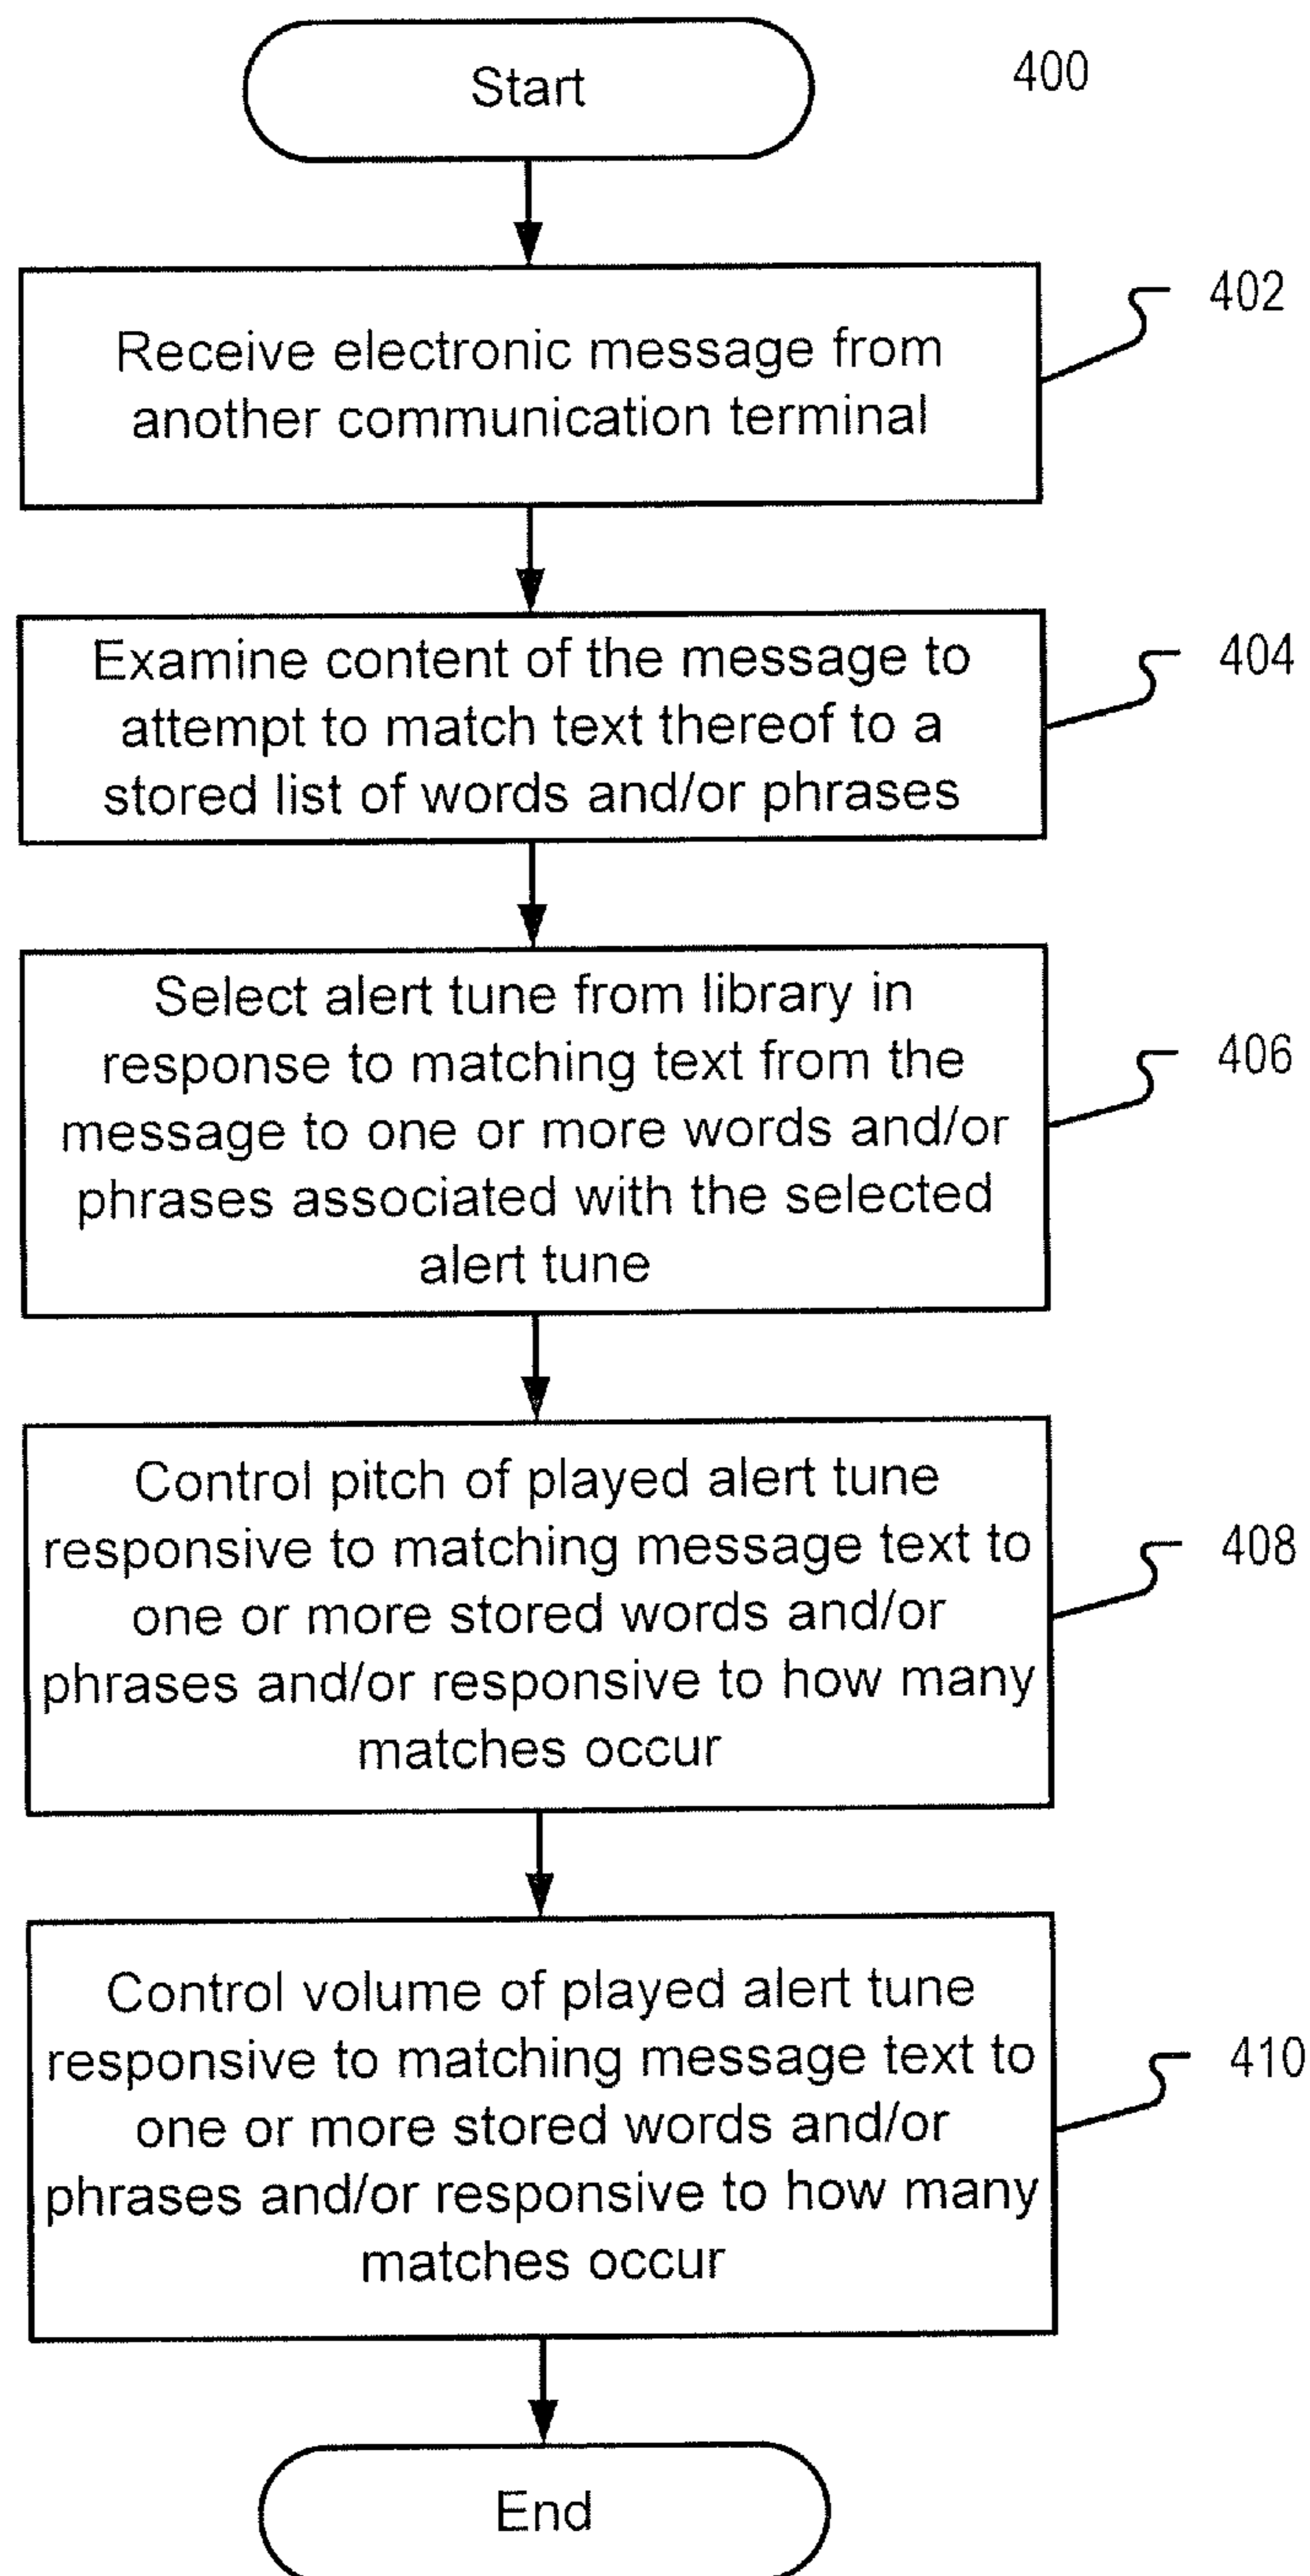 Start
400
Receive electronic message from
another communication terminal
402
Examine content of the message to
attempt to match text thereof to a
stored list of words and/or phrases
404
Select alert tune from library in
response to matching text from the
message to one or more words and/or
phrases associated with the selected
alert tune
406
Control pitch of played alert tune
responsive to matching message text to
one or more stored words and/or
phrases and/or responsive to how many
matches occur
408
Control volume of played alert tune
responsive to matching message text to
one or more stored words and/or
phrases and/or responsive to how many
matches occur
410
End